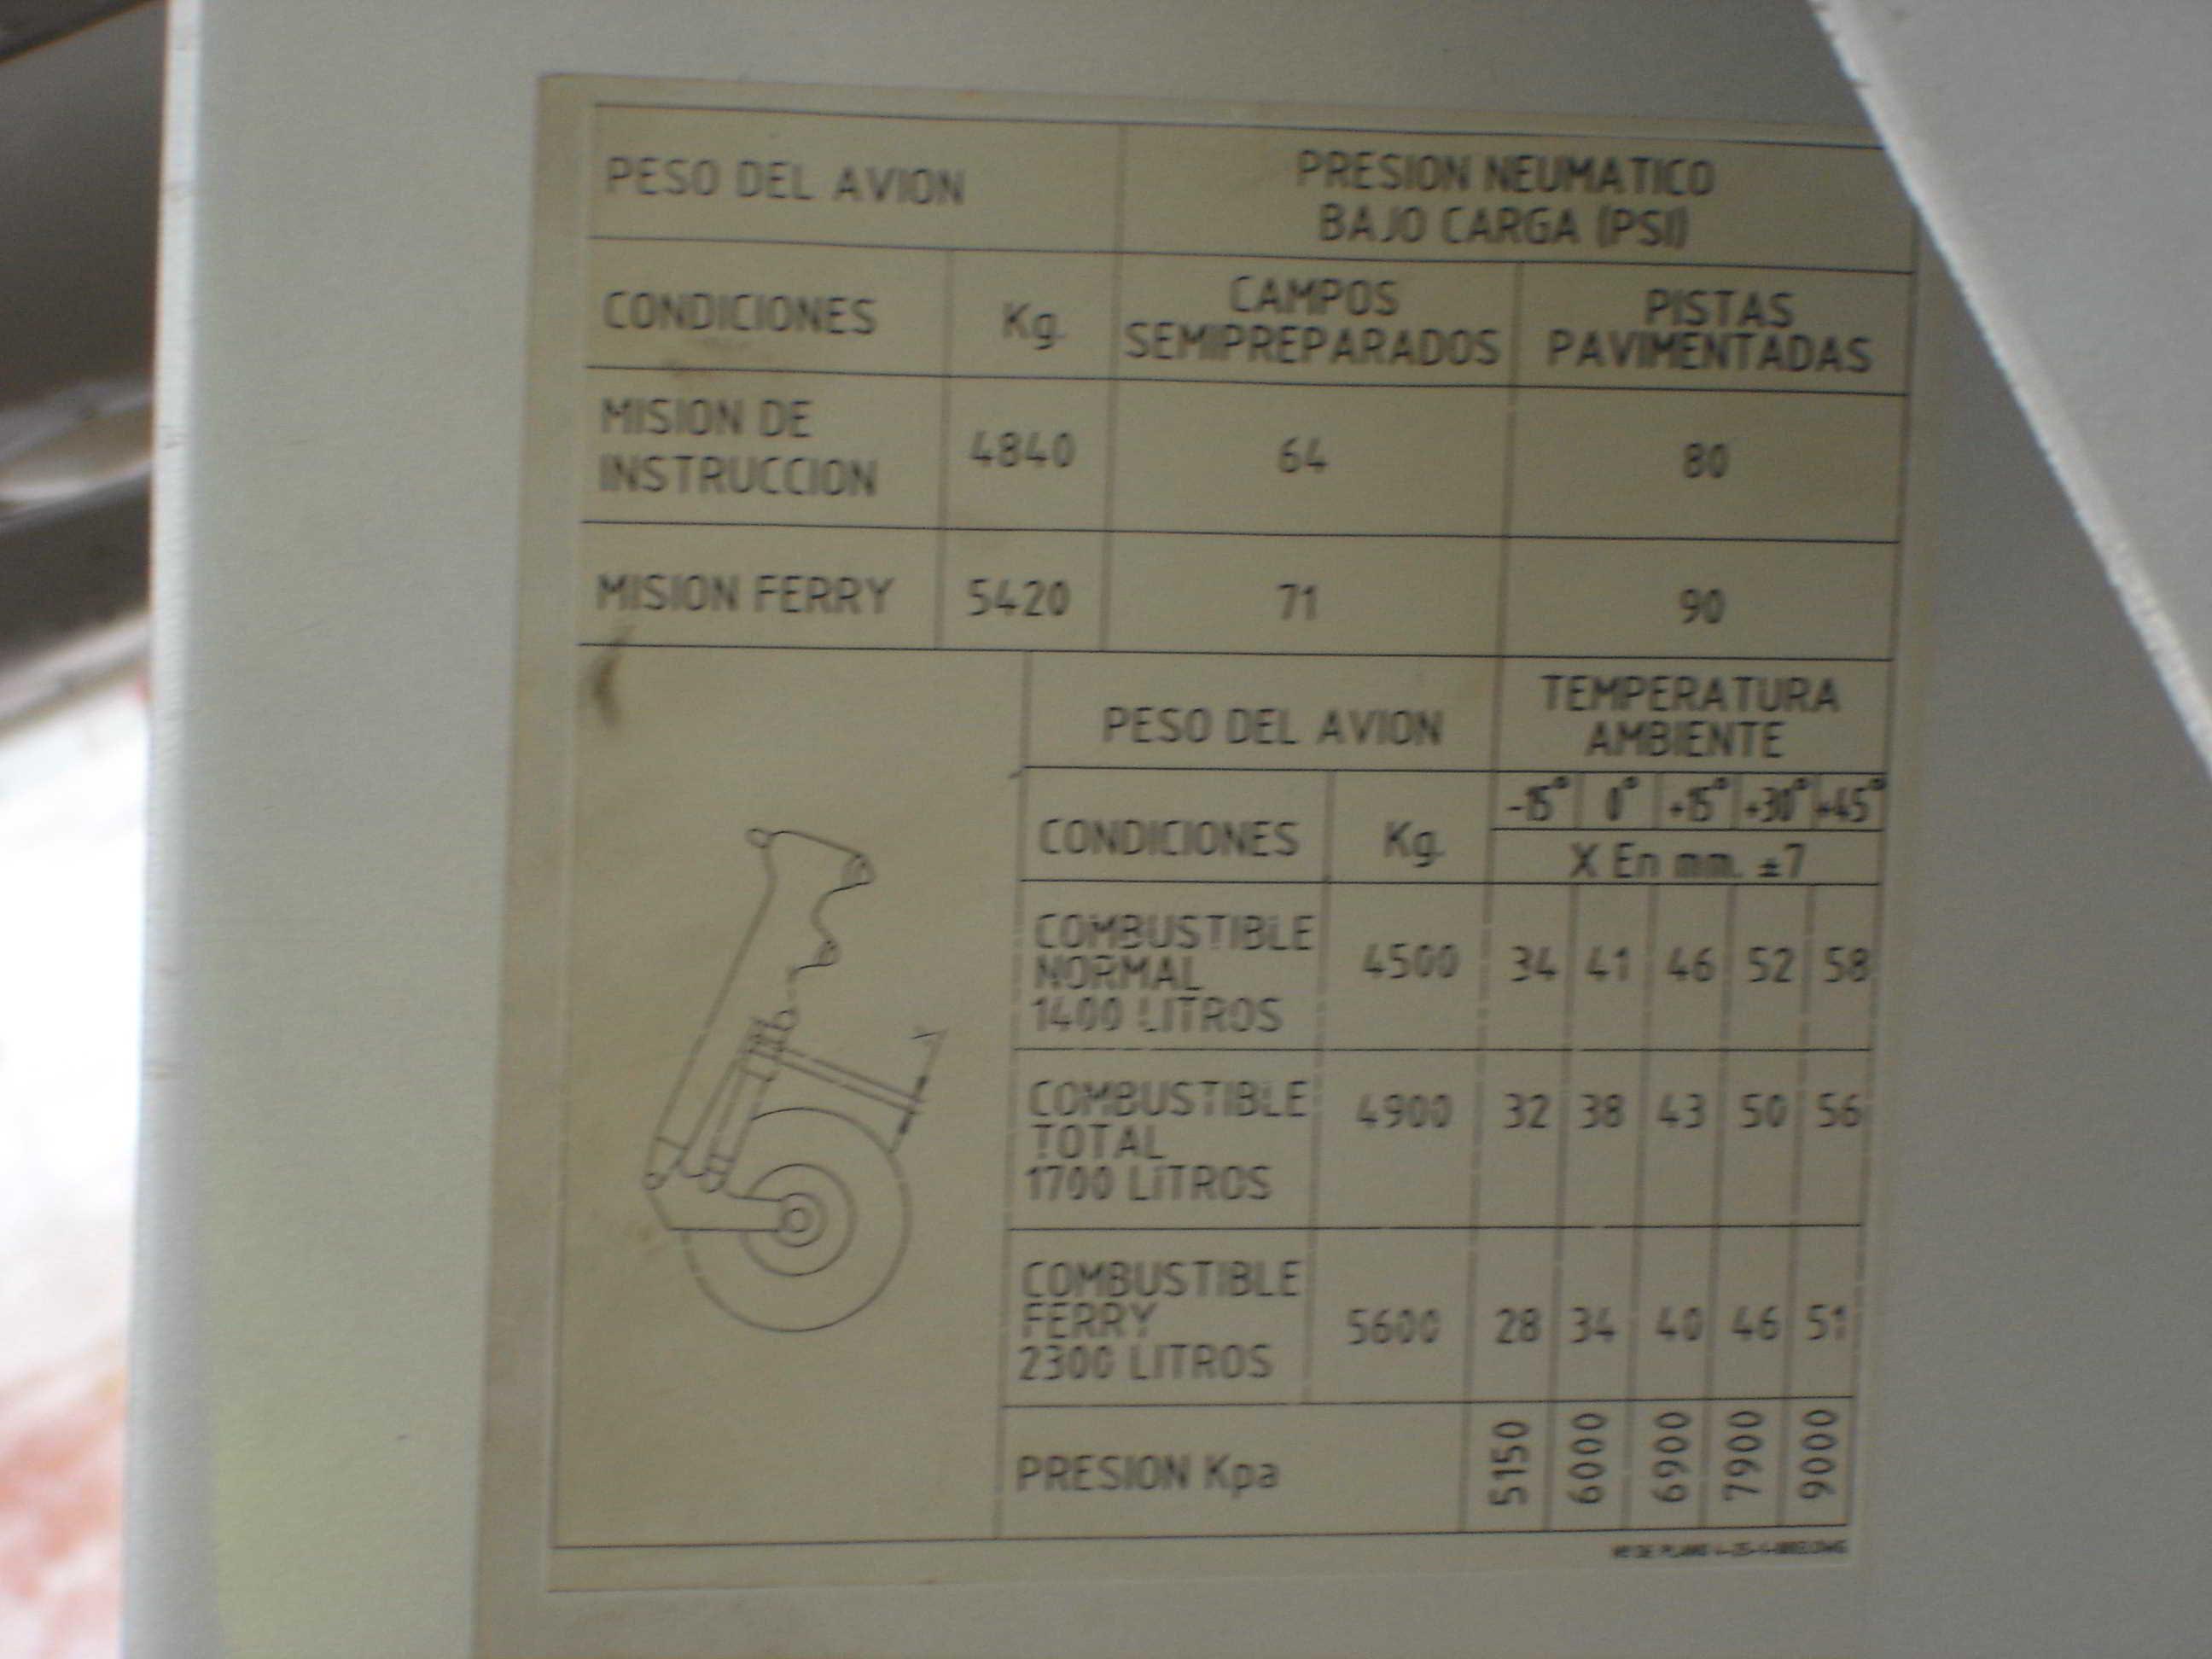 PESO DEL AVION
PRESION NEUMATICO
BAJO CARGA (PSI)
CONDICIONES
Kg.
CAMPOS
SEMIPREPARADOS
PISTAS
PAVIMENTADAS
MISION DE
INSTRUCCION
4840
64
80
MISION FERRY
5420
71
90
PESO DEL AVION
TEMPERATURA
AMBIENTE
CONDICIONES
Kg.
-15° 0° +15° +30° +45°
X En mm. ±7
COMBUSTIBLE
NORMAL
1400 LITROS
4500
34 41 46 52 58
COMBUSTIBLE
TOTAL
1700 LITROS
4900
32 38 43 50 56
COMBUSTIBLE
FERRY
2300 LITROS
5600
28 34 40 46 51
PRESION Kpa
5150 6000 6900 7900 9000
X
Nº DE PLANO